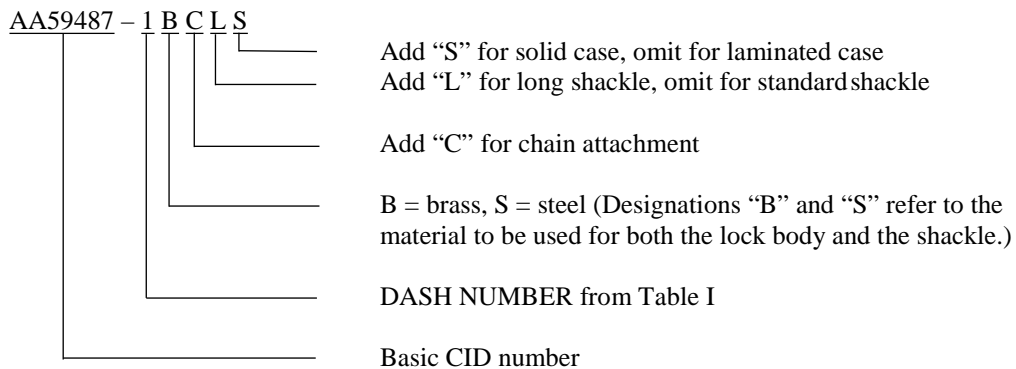 AA59487 – 1 B C L S
Add “S” for solid case, omit for laminated case
Add “L” for long shackle, omit for standard shackle
Add “C” for chain attachment
B = brass, S = steel (Designations “B” and “S” refer to the
material to be used for both the lock body and the shackle.)
DASH NUMBER from Table I
Basic CID number